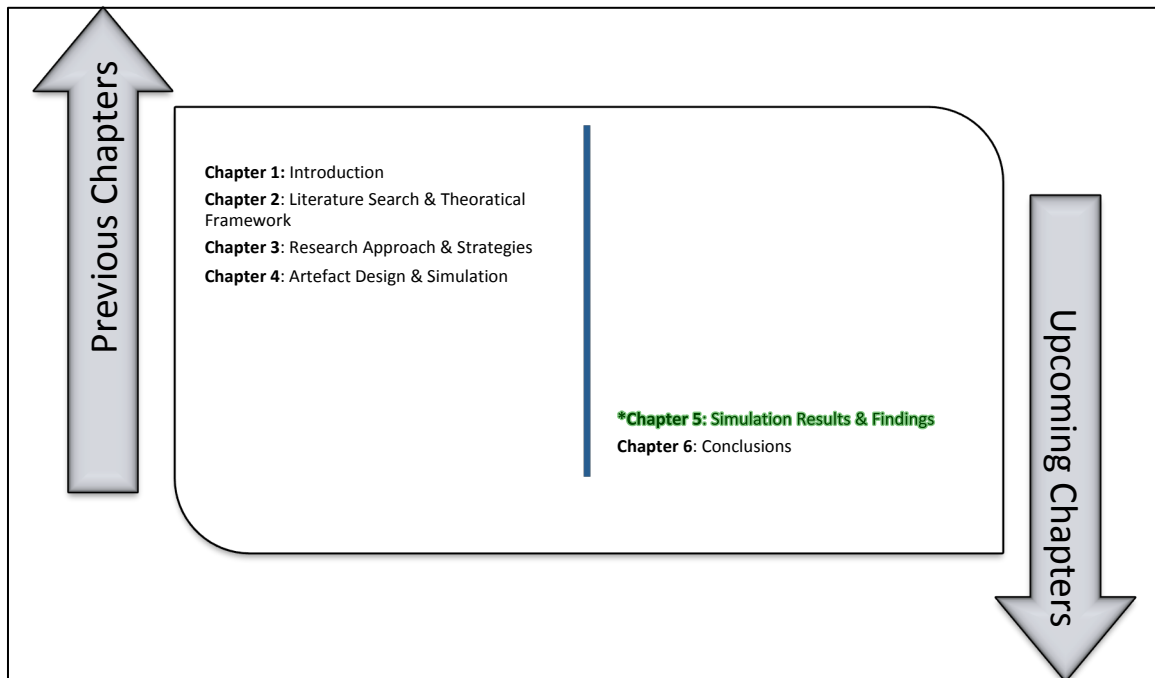 Previous Chapters
Chapter 1: Introduction
Chapter 2: Literature Search & Theoratical
Framework
Chapter 3: Research Approach & Strategies
Chapter 4: Artefact Design & Simulation
*Chapter 5: Simulation Results & Findings
Chapter 6: Conclusions
Upcoming Chapters